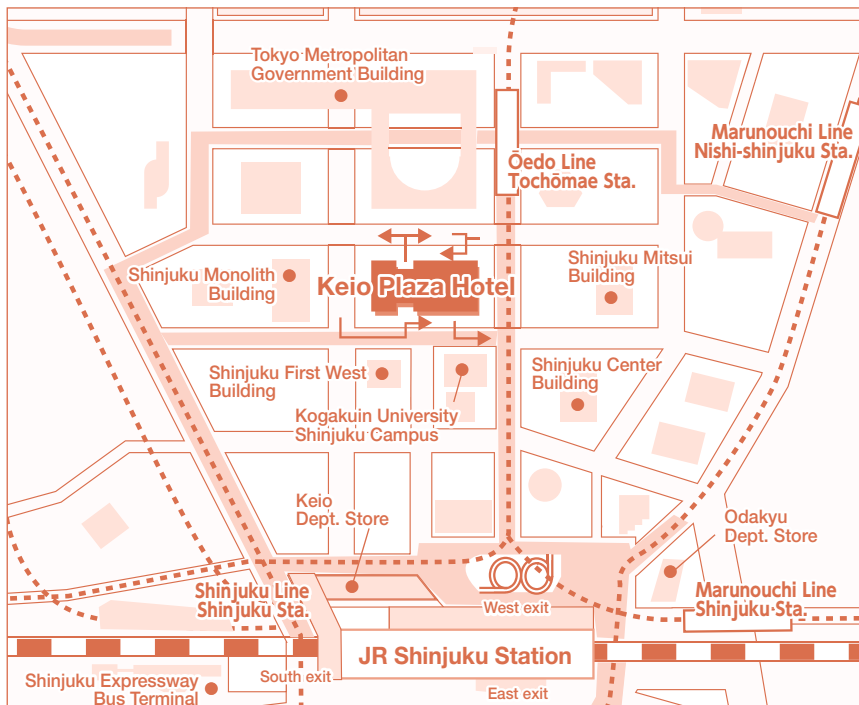 Tokyo Metropolitan
Government Building
Marunouchi Line
Nishi-shinjuku Sta.
Ōedo Line
Tochōmae Sta.
Shinjuku Monolith
Building
Keio Plaza Hotel
Shinjuku Mitsui
Building
Shinjuku First West
Building
Kogakuin University
Shinjuku Campus
Shinjuku Center
Building
Keio
Dept. Store
Odakyu
Dept. Store
Shinjuku Line
Shinjuku Sta.
West exit
Marunouchi Line
Shinjuku Sta.
JR Shinjuku Station
South exit
East exit
Shinjuku Expressway
Bus Terminal